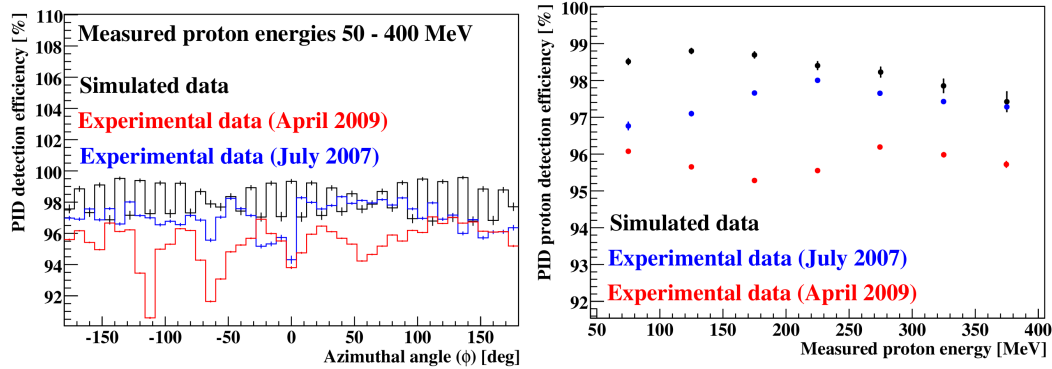 PID detection efficiency [%]
110
108
106
104
102
100
98
96
94
92
Measured proton energies 50 - 400 MeV
Simulated data
Experimental data (April 2009)
Experimental data (July 2007)
-150 -100 -50 0 50 100 150
Azimuthal angle (ϕ) [deg]
PID proton detection efficiency [%]
100
99
98
97
96
95
94
93
92
Simulated data
Experimental data (July 2007)
Experimental data (April 2009)
50 100 150 200 250 300 350 400
Measured proton energy [MeV]